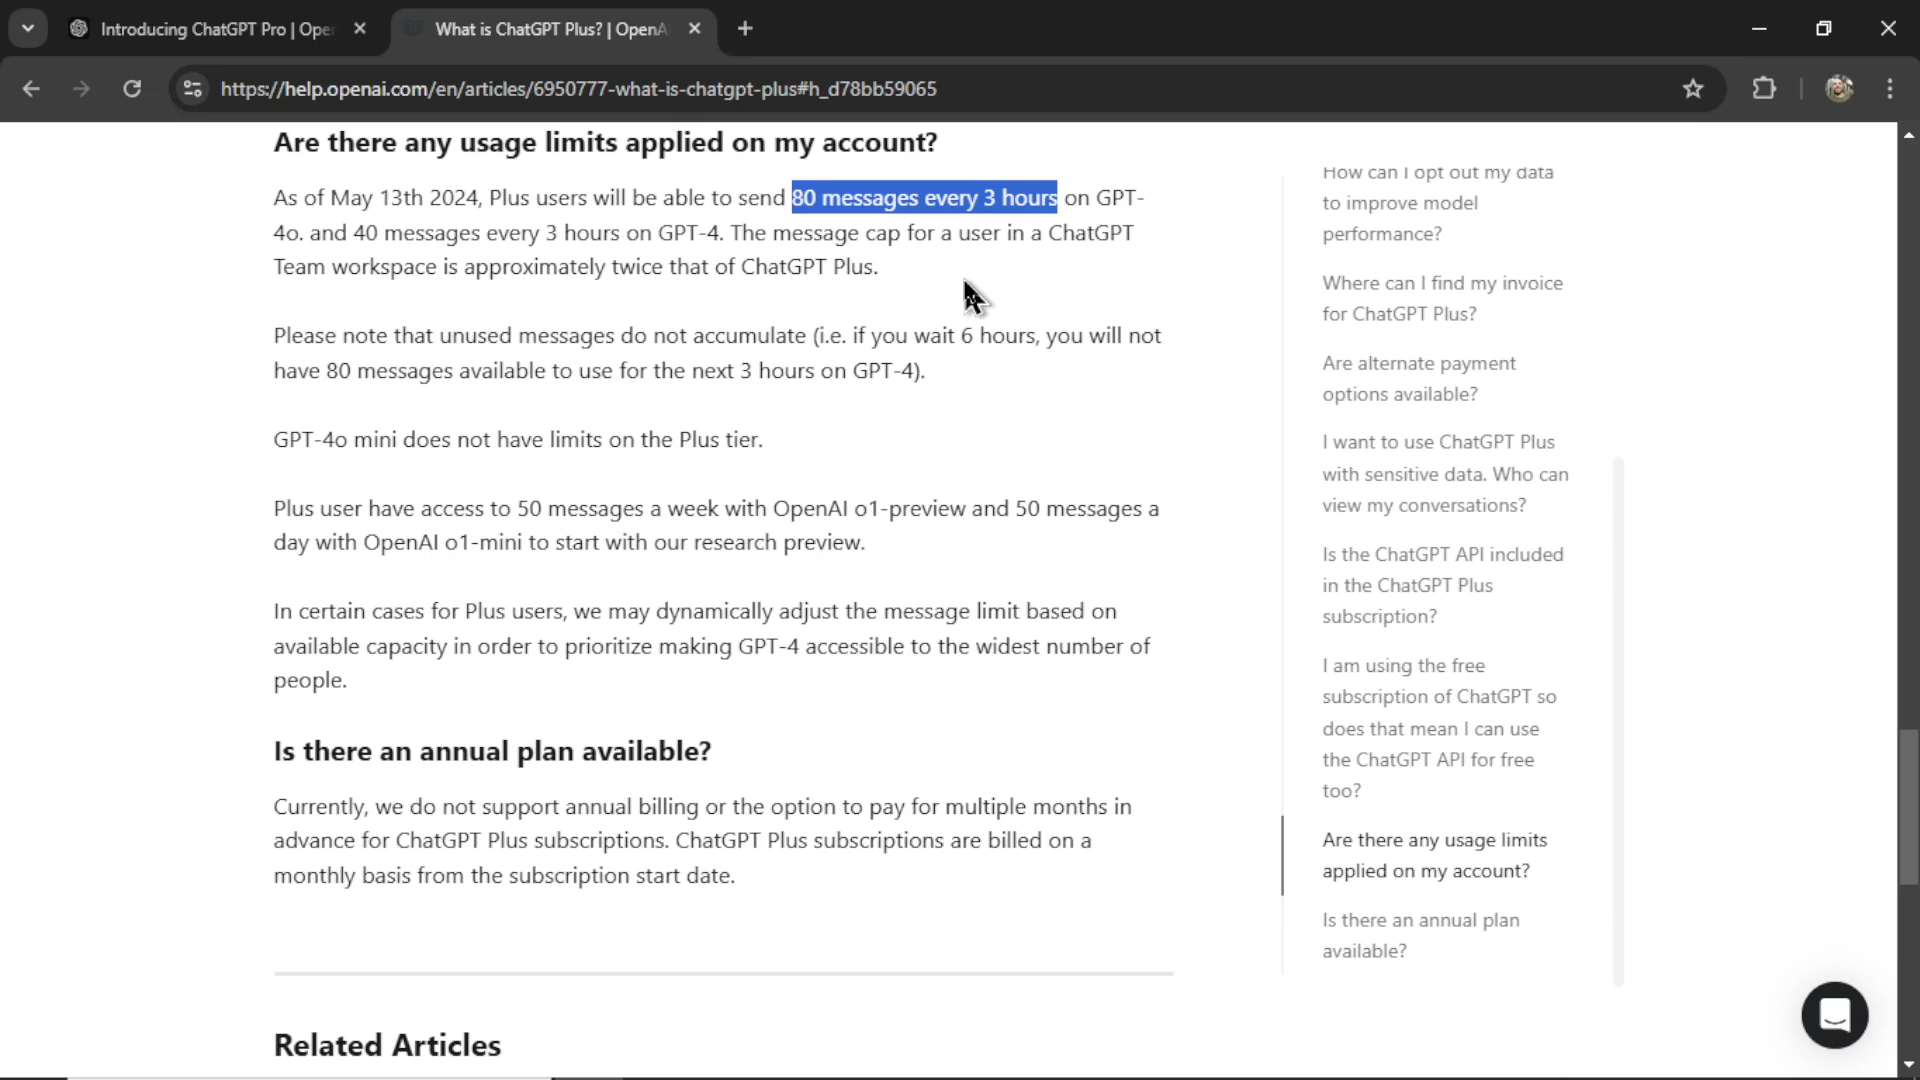 Introducing ChatGPT Pro | Oper
What is ChatGPT Plus? | OpenA
https://help.openai.com/en/articles/6950777-what-is-chatgpt-plus#h_d78bb59065
Are there any usage limits applied on my account?
As of May 13th 2024, Plus users will be able to send 80 messages every 3 hours on GPT-
4o. and 40 messages every 3 hours on GPT-4. The message cap for a user in a ChatGPT
Team workspace is approximately twice that of ChatGPT Plus.
Please note that unused messages do not accumulate (i.e. if you wait 6 hours, you will not
have 80 messages available to use for the next 3 hours on GPT-4).
GPT-4o mini does not have limits on the Plus tier.
Plus user have access to 50 messages a week with OpenAI o1-preview and 50 messages a
day with OpenAI o1-mini to start with our research preview.
In certain cases for Plus users, we may dynamically adjust the message limit based on
available capacity in order to prioritize making GPT-4 accessible to the widest number of
people.
Is there an annual plan available?
Currently, we do not support annual billing or the option to pay for multiple months in
advance for ChatGPT Plus subscriptions. ChatGPT Plus subscriptions are billed on a
monthly basis from the subscription start date.
Related Articles
How can I opt out my data
to improve model
performance?
Where can I find my invoice
for ChatGPT Plus?
Are alternate payment
options available?
I want to use ChatGPT Plus
with sensitive data. Who can
view my conversations?
Is the ChatGPT API included
in the ChatGPT Plus
subscription?
I am using the free
subscription of ChatGPT so
does that mean I can use
the ChatGPT API for free
too?
Are there any usage limits
applied on my account?
Is there an annual plan
available?